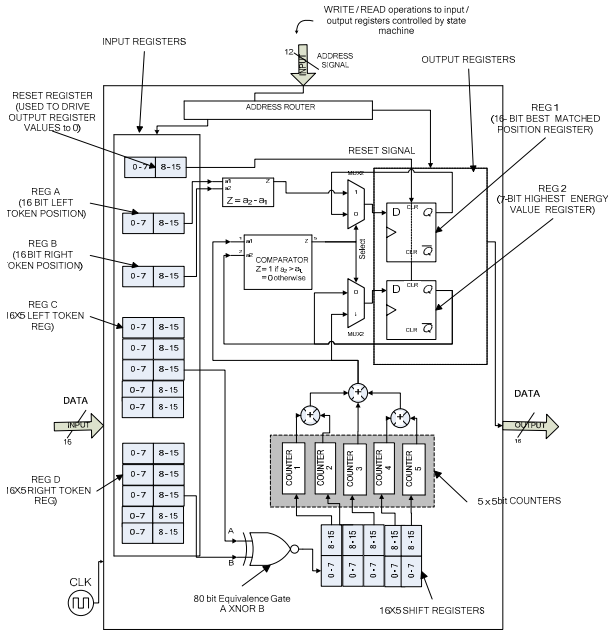 WRITE / READ operations to input /
output registers controlled by state
machine
INPUT REGISTERS
12
INPUT
ADDRESS
SIGNAL
OUTPUT REGISTERS
RESET REGISTER
(USED TO DRIVE
OUTPUT REGISTER
VALUES to 0)
ADDRESS ROUTER
REG 1
(16- BIT BEST MATCHED
POSITION REGISTER)
RESET SIGNAL
0-7 8-15
MUX2
a1
a2
Z
Z = a₂ - a₁
1
0
D CLR Q
Q
CLR
REG 2
(7-BIT HIGHEST ENERGY
VALUE REGISTER)
REG A
(16 BIT LEFT
TOKEN POSITION)
0-7 8-15
Select
REG B
(16 BIT RIGHT
TOKEN POSITION)
0-7 8-15
a1
a2
Z
COMPARATOR
Z = 1 if a₂ > a₁,
= 0 otherwise
0
1
MUX2
D CLR Q
Q
CLR
REG C
16X5 LEFT TOKEN
REG)
0-7 8-15
0-7 8-15
0-7 8-15
0-7 8-15
0-7 8-15
DATA
INPUT
16
DATA
OUTPUT
16
+
+
+
COUNTER 1
COUNTER 2
COUNTER 3
COUNTER 4
COUNTER 5
5 x 5bit COUNTERS
REG D
16X5 RIGHT TOKEN
REG)
0-7 8-15
0-7 8-15
0-7 8-15
0-7 8-15
0-7 8-15
A
B
0-7 8-15
0-7 8-15
0-7 8-15
0-7 8-15
0-7 8-15
CLK
80 bit Equivalence Gate
A XNOR B
16X5 SHIFT REGISTERS